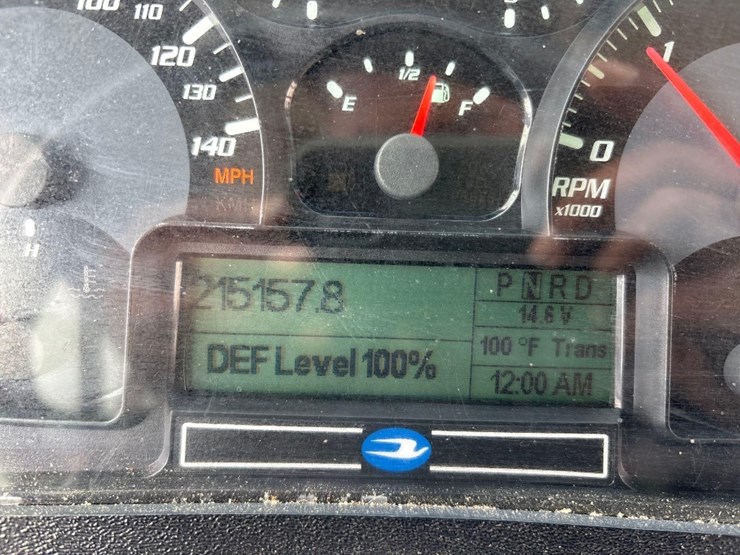 110
120
130
140
MPH
KM/H
E
1/2
F
1
0
RPM
x1000
H
215157.8
P N R D
14.6 V
DEF Level 100%
100 °F Trans
12:00 AM